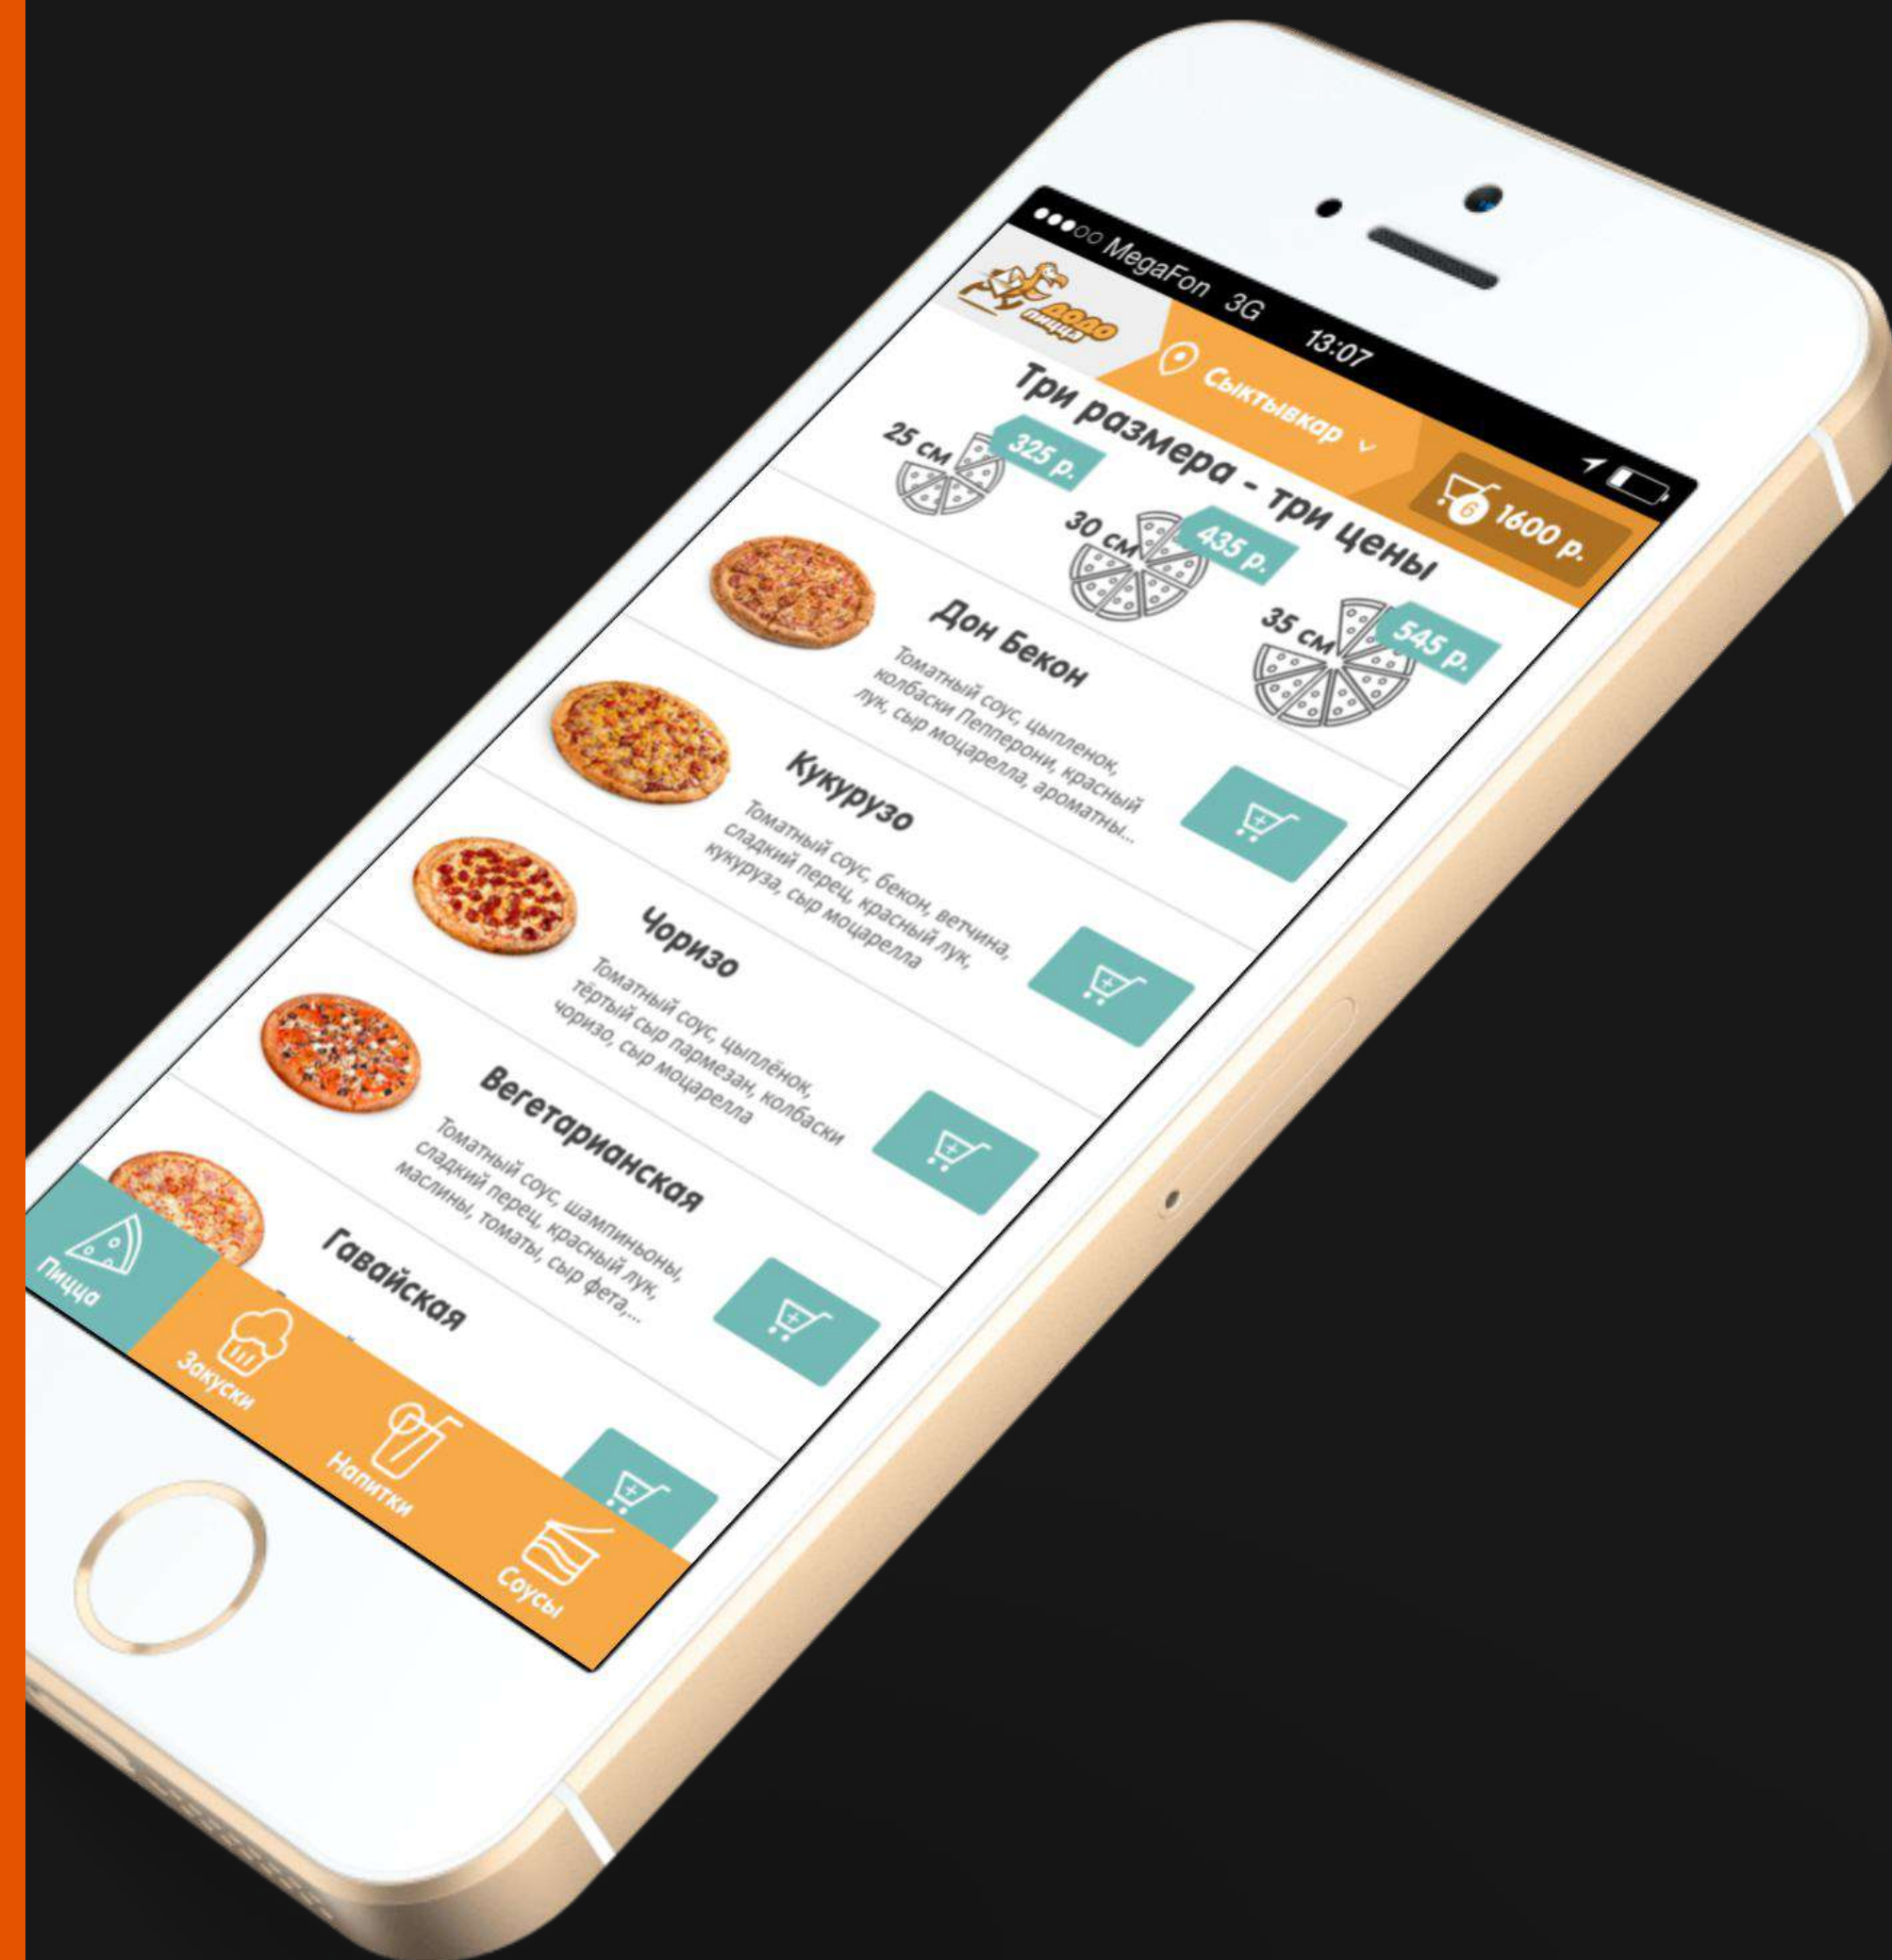 MegaFon 3G 13:07
ДОДО
ПИЦЦА
Сыктывкар
6 1600 р.
Три размера - три цены
25 см 325 р.
30 см 435 р.
35 см 545 р.
Дон Бекон
Томатный соус, цыпленок,
колбаски Пепперони, красный
лук, сыр моцарелла, ароматны...
Кукурузо
Томатный соус, бекон, ветчина,
сладкий перец, красный лук,
кукуруза, сыр моцарелла
Чоризо
Томатный соус, цыплёнок,
тёртый сыр пармезан, колбаски
чоризо, сыр моцарелла
Вегетарианская
Томатный соус, шампиньоны,
сладкий перец, красный лук,
маслины, томаты, сыр фета,...
Гавайская
Пицца
Закуски
Напитки
Соусы